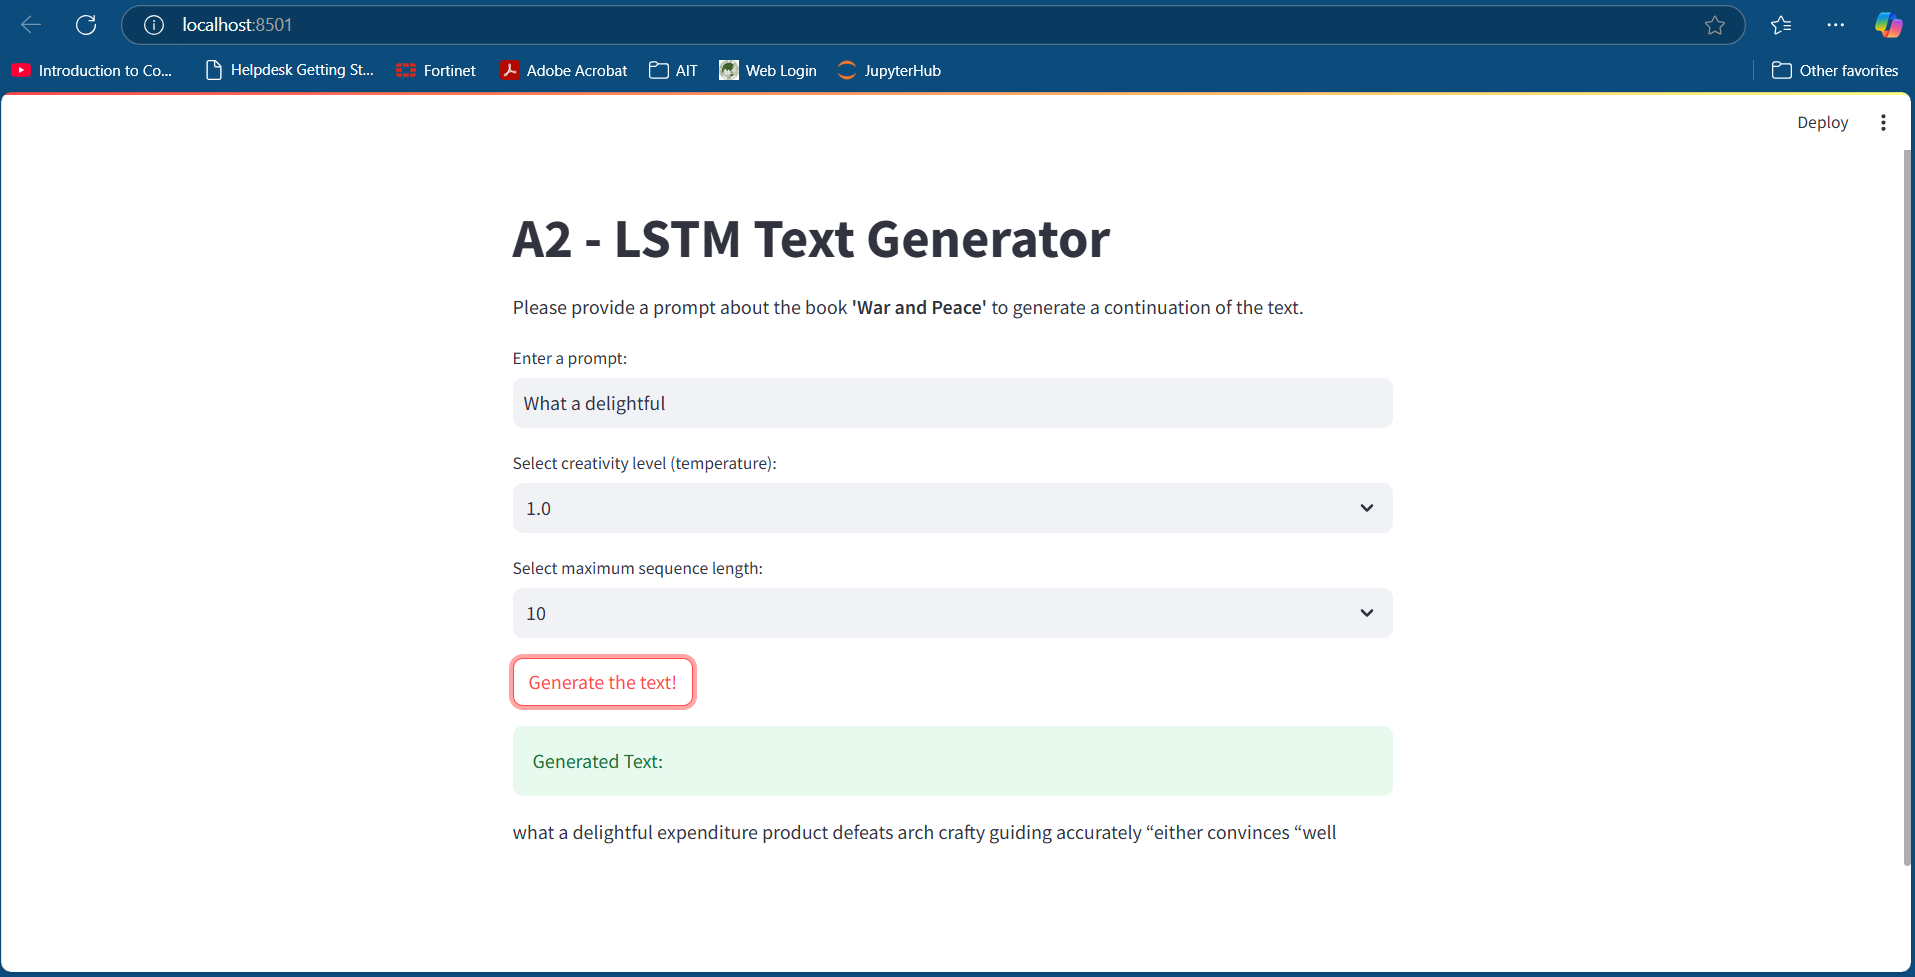 localhost:8501
Introduction to Co... Helpdesk Getting St... Fortinet Adobe Acrobat AIT Web Login JupyterHub Other favorites
Deploy
A2 - LSTM Text Generator
Please provide a prompt about the book 'War and Peace' to generate a continuation of the text.
Enter a prompt:
What a delightful
Select creativity level (temperature):
1.0
Select maximum sequence length:
10
Generate the text!
Generated Text:
what a delightful expenditure product defeats arch crafty guiding accurately “either convinces “well